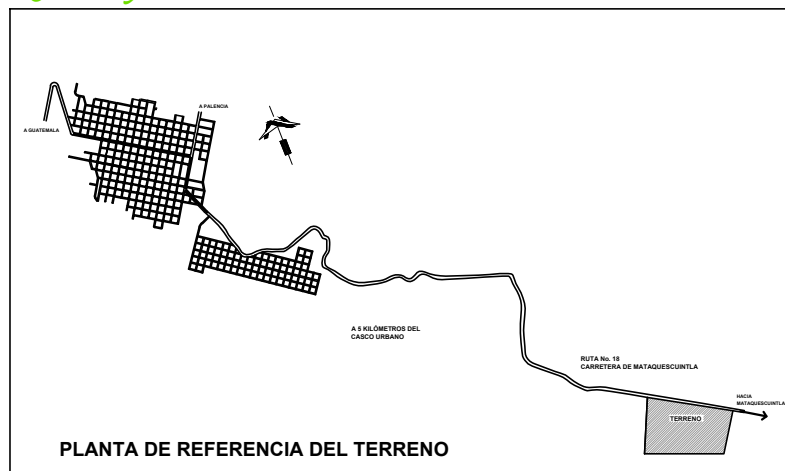 A PALENCIA
A GUATEMALA
A 5 KILÓMETROS DEL
CASCO URBANO
RUTA No. 18
CARRETERA DE MATAQUESCUINTLA
HACIA
MATAQUESCUINTLA
TERRENO
PLANTA DE REFERENCIA DEL TERRENO